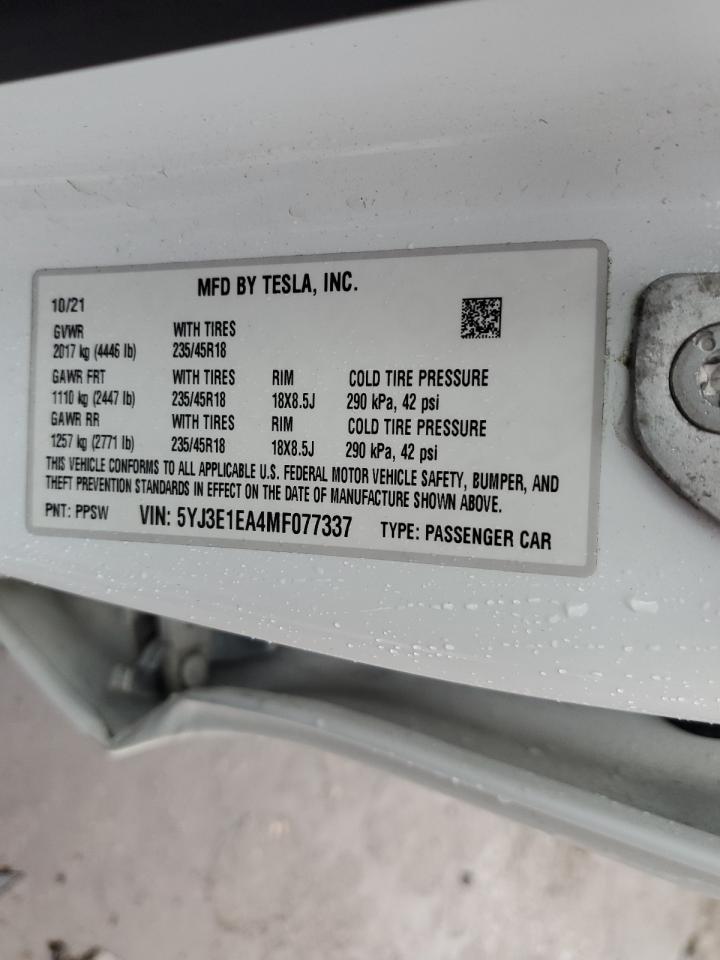 MFD BY TESLA, INC.
10/21
GVWR WITH TIRES
2017 kg (4446 lb) 235/45R18
GAWR FRT WITH TIRES RIM COLD TIRE PRESSURE
1110 kg (2447 lb) 235/45R18 18X8.5J 290 kPa, 42 psi
GAWR RR WITH TIRES RIM COLD TIRE PRESSURE
1257 kg (2771 lb) 235/45R18 18X8.5J 290 kPa, 42 psi
THIS VEHICLE CONFORMS TO ALL APPLICABLE U.S. FEDERAL MOTOR VEHICLE SAFETY, BUMPER, AND
THEFT PREVENTION STANDARDS IN EFFECT ON THE DATE OF MANUFACTURE SHOWN ABOVE.
PNT: PPSW VIN: 5YJ3E1EA4MF077337 TYPE: PASSENGER CAR